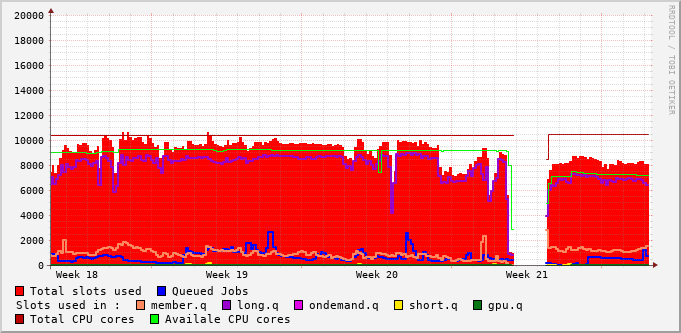 20000
18000
16000
14000
12000
10000
8000
6000
4000
2000
0
Week 18 Week 19 Week 20 Week 21
RRDTOOL / TOBI OETIKER
Total slots used Queued Jobs
Slots used in : member.q long.q ondemand.q short.q gpu.q
Total CPU cores Availale CPU cores